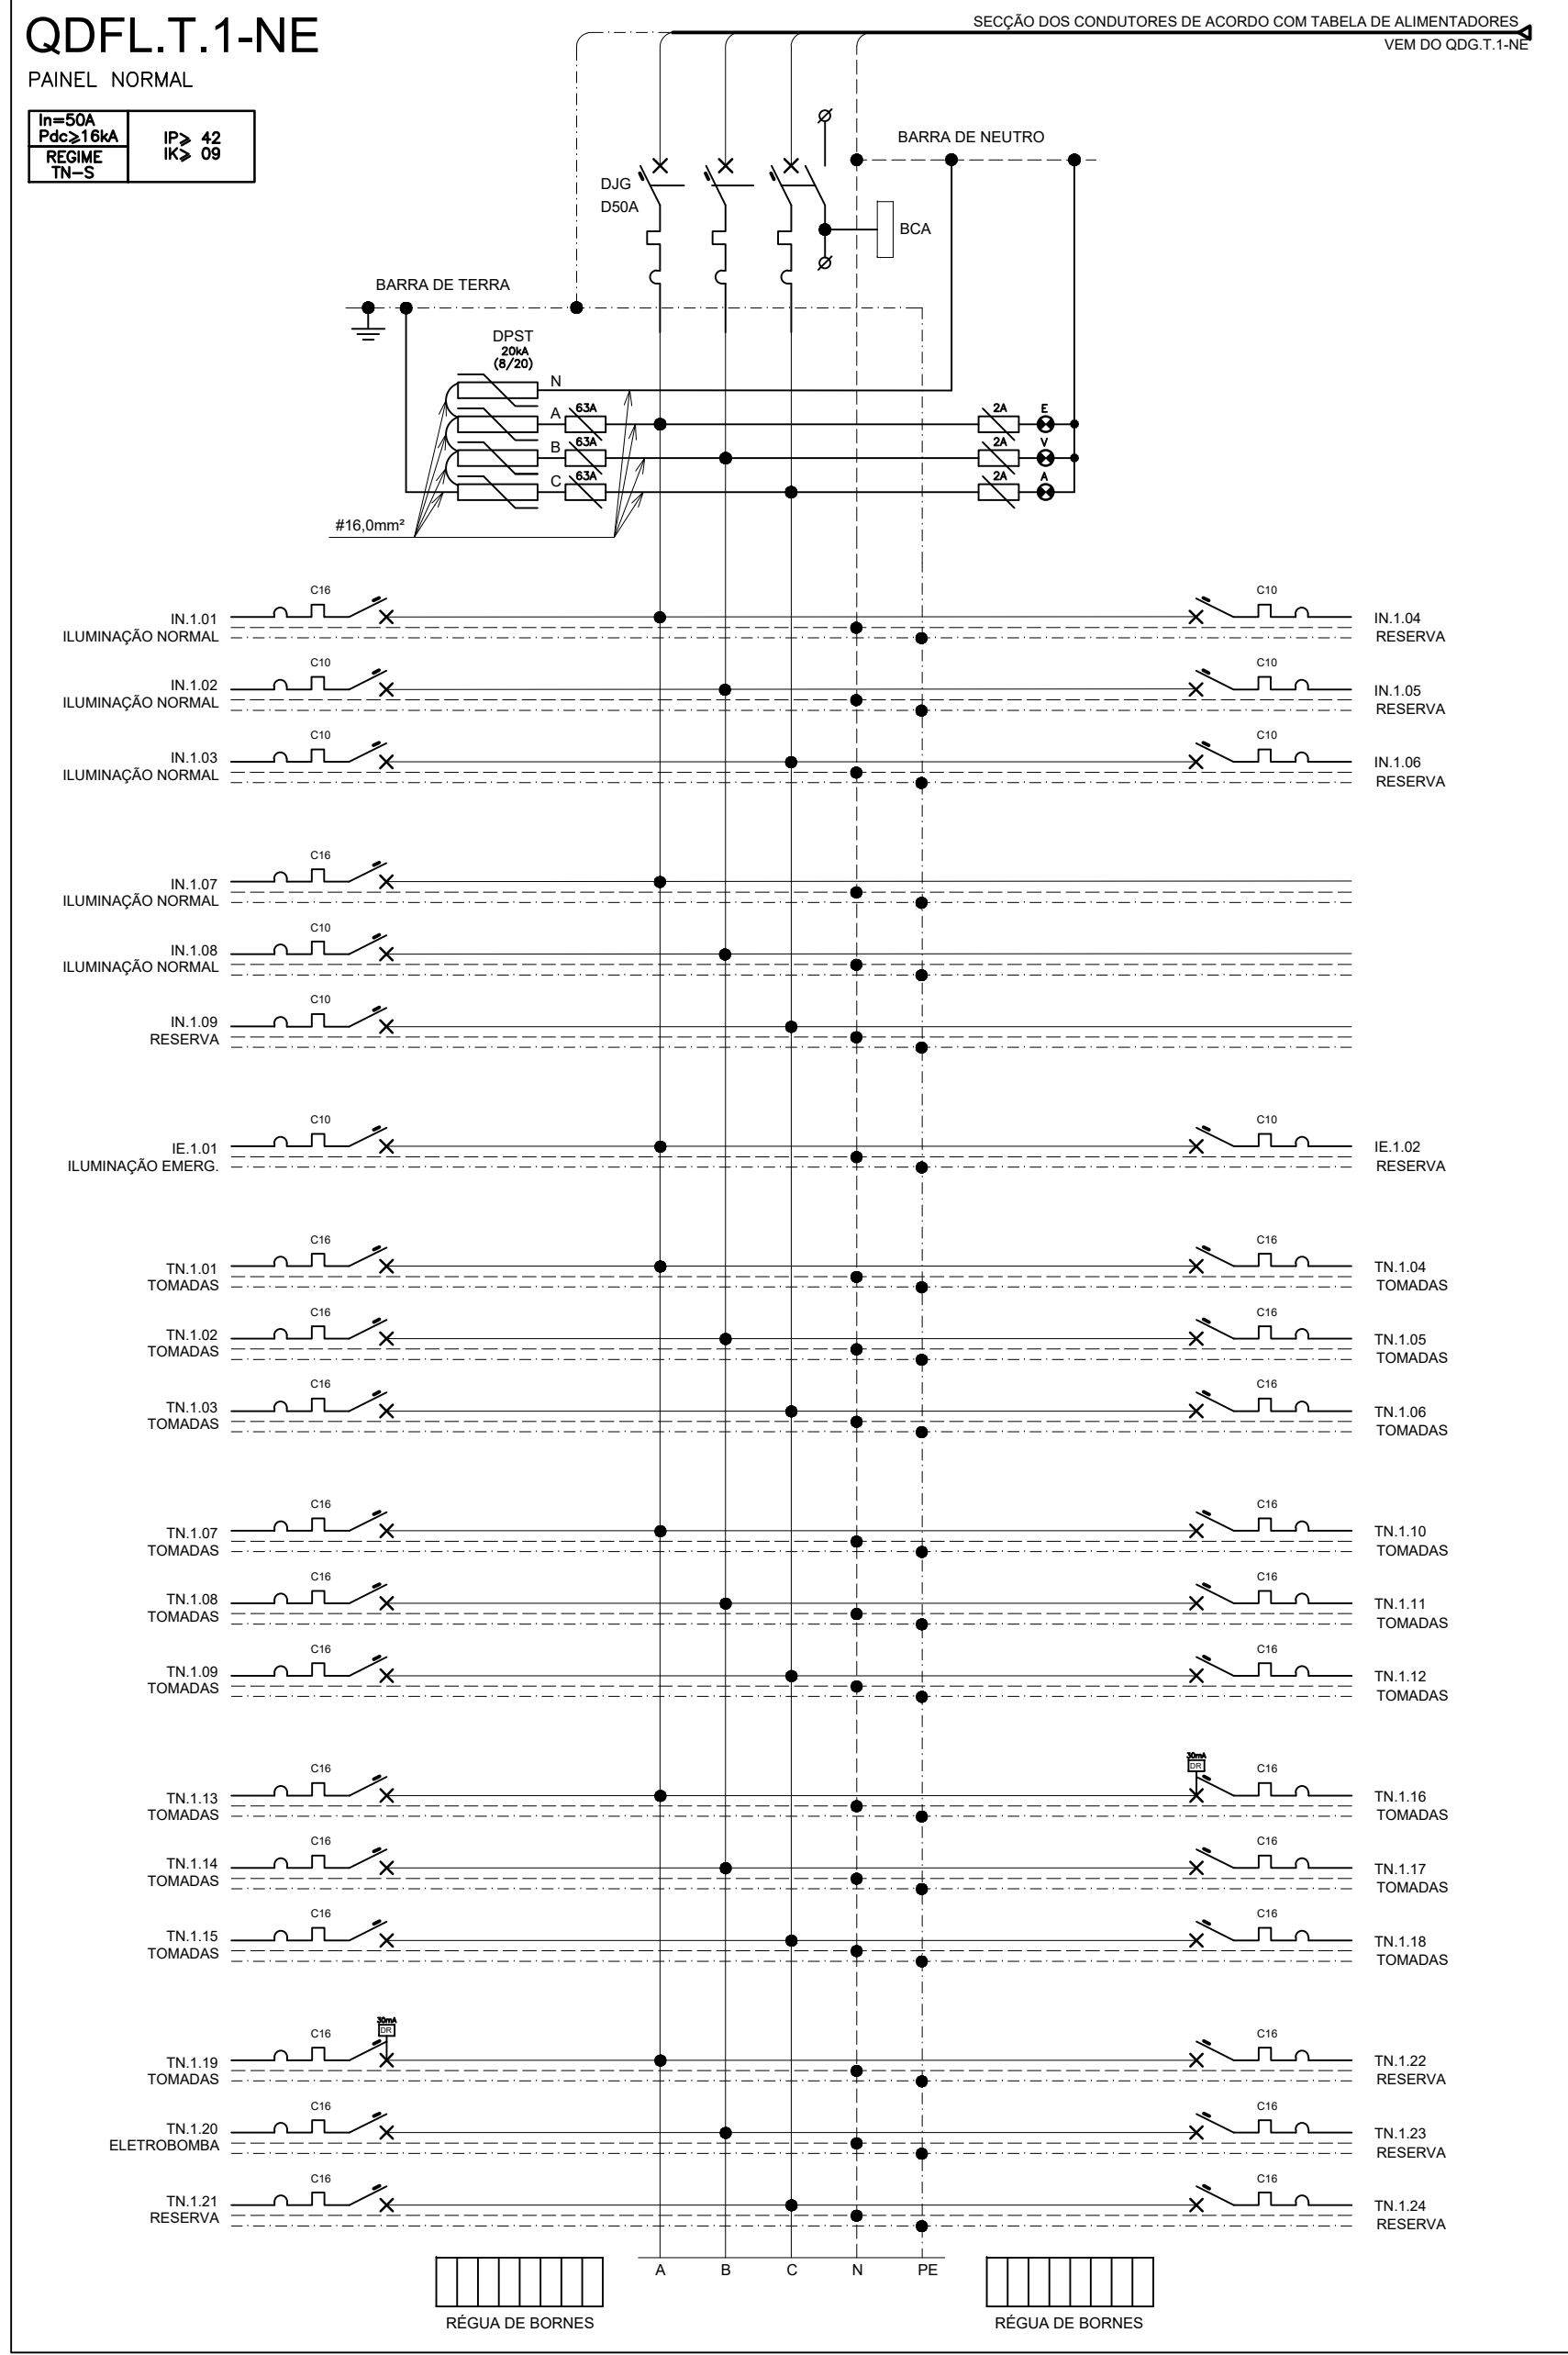 QDFL.T.1-NE
PAINEL NORMAL
In=50A
Pdc≥16kA
REGIME
TN-S
IP≥ 42
IK≥ 09
SECÇÃO DOS CONDUTORES DE ACORDO COM TABELA DE ALIMENTADORES
VEM DO QDG.T.1-NE
BARRA DE NEUTRO
DJG
D50A
BCA
BARRA DE TERRA
DPST
20kA
(8/20)
N
A 63A 2A E
B 63A 2A V
C 63A 2A A
#16,0mm²
C16 C10
IN.1.01 IN.1.04
ILUMINAÇÃO NORMAL RESERVA
C10 C10
IN.1.02 IN.1.05
ILUMINAÇÃO NORMAL RESERVA
C10 C10
IN.1.03 IN.1.06
ILUMINAÇÃO NORMAL RESERVA
C16
IN.1.07
ILUMINAÇÃO NORMAL
C10
IN.1.08
ILUMINAÇÃO NORMAL
C10
IN.1.09
RESERVA
C10 C10
IE.1.01 IE.1.02
ILUMINAÇÃO EMERG. RESERVA
C16 C16
TN.1.01 TN.1.04
TOMADAS TOMADAS
C16 C16
TN.1.02 TN.1.05
TOMADAS TOMADAS
C16 C16
TN.1.03 TN.1.06
TOMADAS TOMADAS
C16 C16
TN.1.07 TN.1.10
TOMADAS TOMADAS
C16 C16
TN.1.08 TN.1.11
TOMADAS TOMADAS
C16 C16
TN.1.09 TN.1.12
TOMADAS TOMADAS
30mA
DR
C16 C16
TN.1.13 TN.1.16
TOMADAS TOMADAS
C16 C16
TN.1.14 TN.1.17
TOMADAS TOMADAS
C16 C16
TN.1.15 TN.1.18
TOMADAS TOMADAS
30mA
DR
C16 C16
TN.1.19 TN.1.22
TOMADAS RESERVA
C16 C16
TN.1.20 TN.1.23
ELETROBOMBA RESERVA
C16 C16
TN.1.21 TN.1.24
RESERVA RESERVA
A B C N PE
RÉGUA DE BORNES RÉGUA DE BORNES